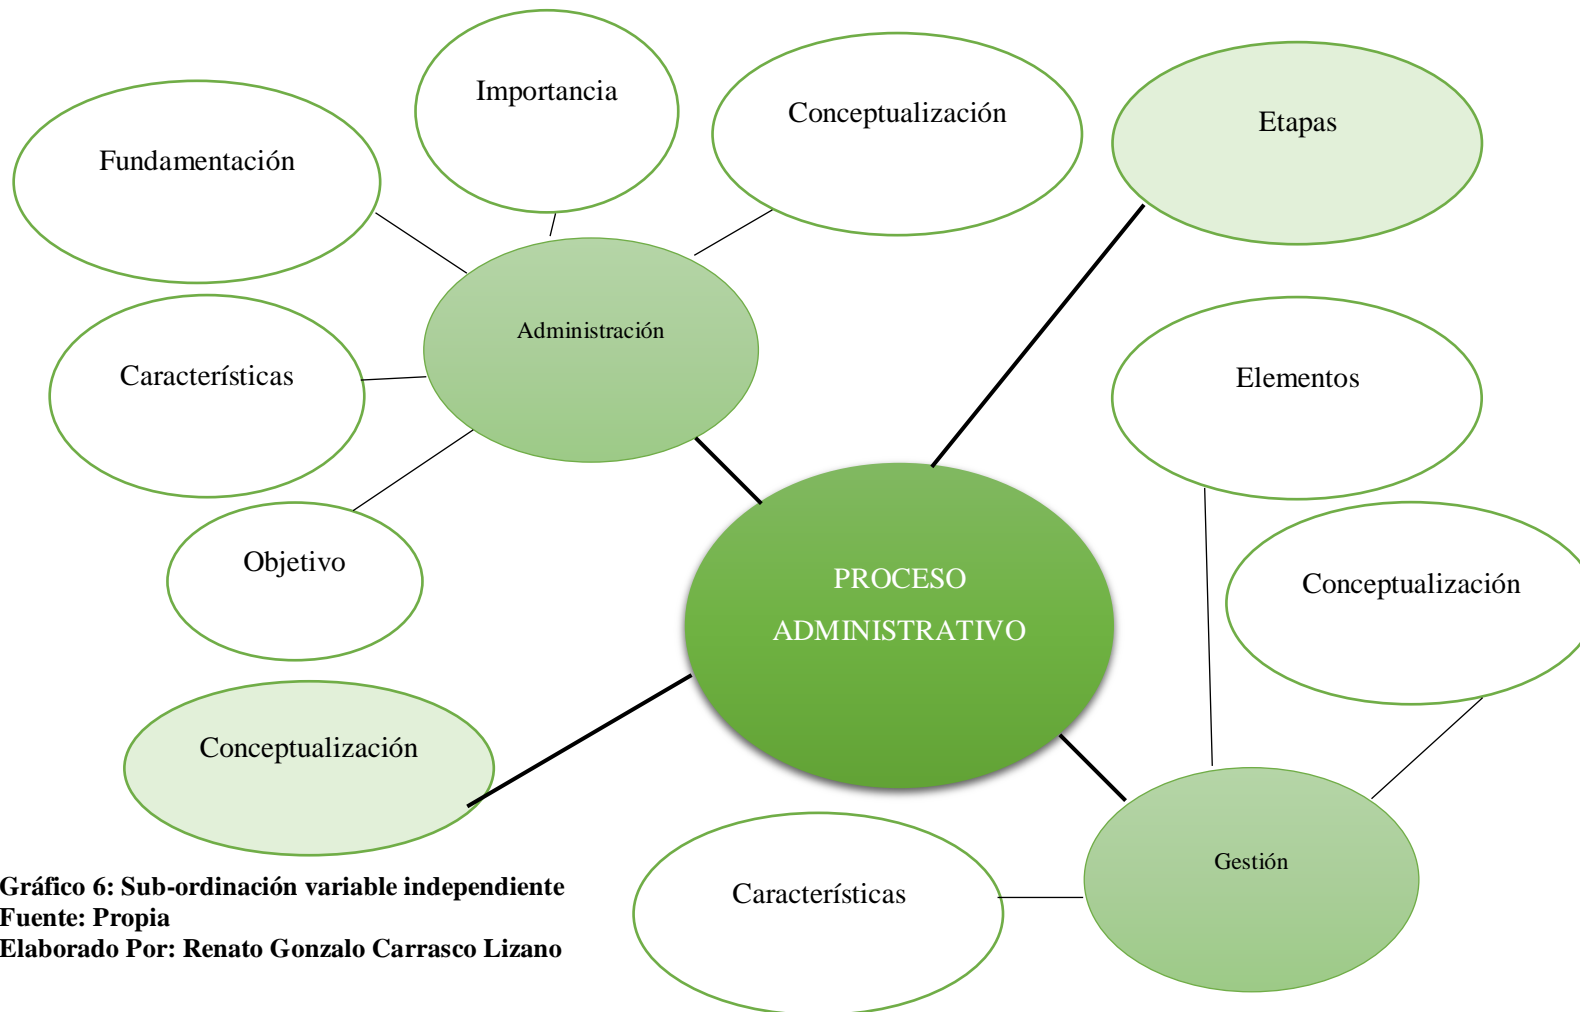 Importancia
Conceptualización
Etapas
Fundamentación
Administración
Características
Elementos
Objetivo
PROCESO
ADMINISTRATIVO
Conceptualización
Conceptualización
Gestión
Características
Gráfico 6: Sub-ordinación variable independiente
Fuente: Propia
Elaborado Por: Renato Gonzalo Carrasco Lizano